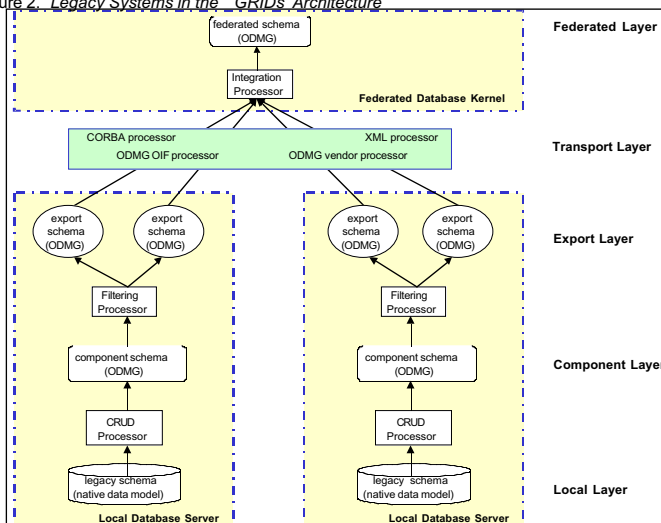 ure 2. Legacy Systems in the GRIDs Architecture
federated schema
(ODMG)
Federated Layer
Integration
Processor
Federated Database Kernel
CORBA processor
XML processor
ODMG OIF processor
ODMG vendor processor
Transport Layer
export
schema
(ODMG)
export
schema
(ODMG)
export
schema
(ODMG)
export
schema
(ODMG)
Export Layer
Filtering
Processor
Filtering
Processor
component schema
(ODMG)
component schema
(ODMG)
Component Layer
CRUD
Processor
CRUD
Processor
legacy schema
(native data model)
legacy schema
(native data model)
Local Layer
Local Database Server
Local Database Server